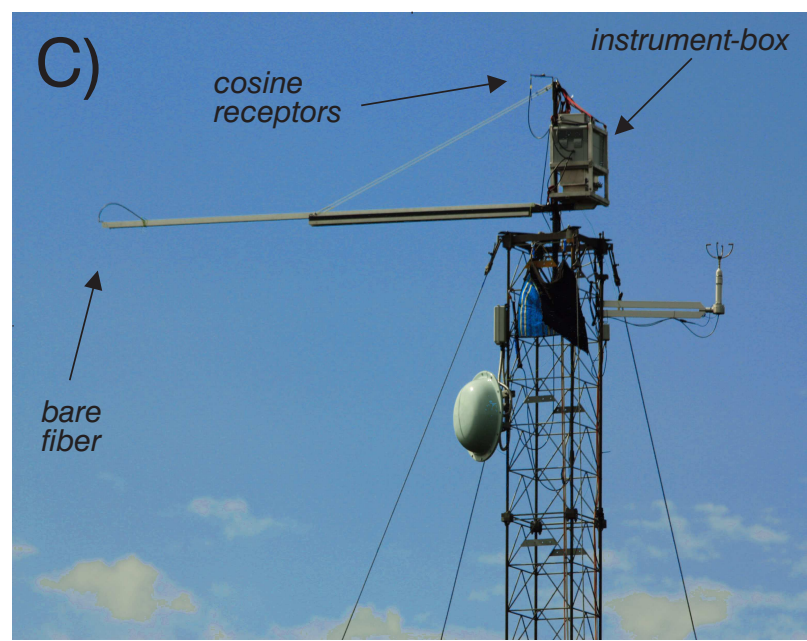 C)
cosine
receptors
instrument-box
bare
fiber